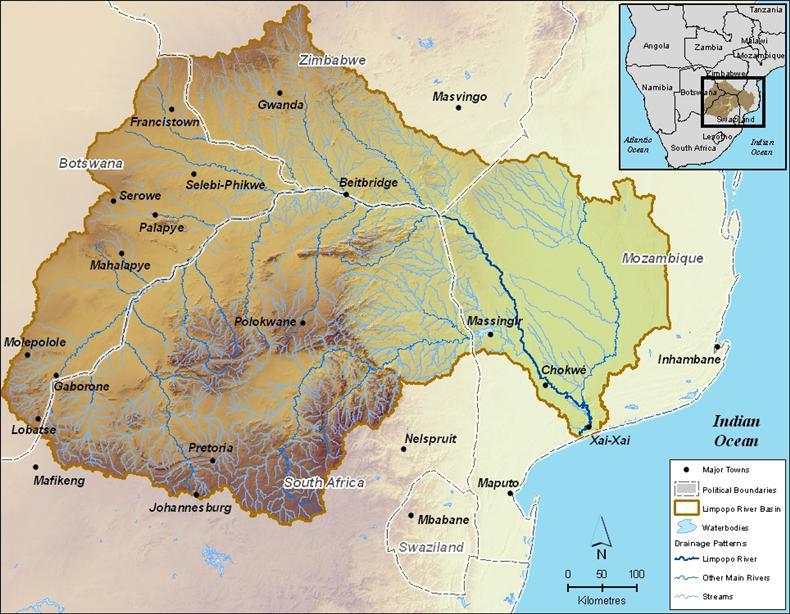 Zimbabwe
Gwanda
Masvingo
Francistown
Botswana
Selebi-Phikwe
Beitbridge
Serowe
Palapye
Mahalapye
Mozambique
Polokwane
Massingir
Molepolole
Inhambane
Gaborone
Chokwé
Lobatse
Xai-Xai
Indian
Ocean
Pretoria
Nelspruit
Mafikeng
South Africa
Maputo
Johannesburg
Mbabane
Swaziland
Tanzania
Angola
Zambia
Malawi
Mozambique
Zimbabwe
Namibia
Botswana
Swaziland
Lesotho
South Africa
Atlantic
Ocean
Indian
Ocean
N
0 50 100
Kilometres
Major Towns
Political Boundaries
Limpopo River Basin
Waterbodies
Drainage Patterns
Limpopo River
Other Main Rivers
Streams